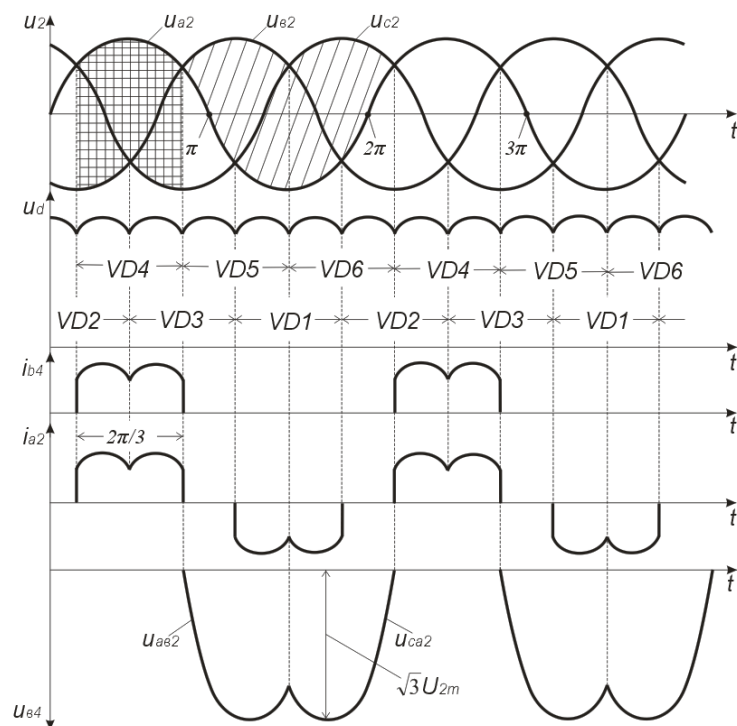 u2 ua2 uв2 uc2
π 2π 3π t
ud
t
VD4 VD5 VD6 VD4 VD5 VD6
VD2 VD3 VD1 VD2 VD3 VD1
t
ib4
t
ia2 2π/3
t
t
uaв2 uca2
√3U2m
uв4